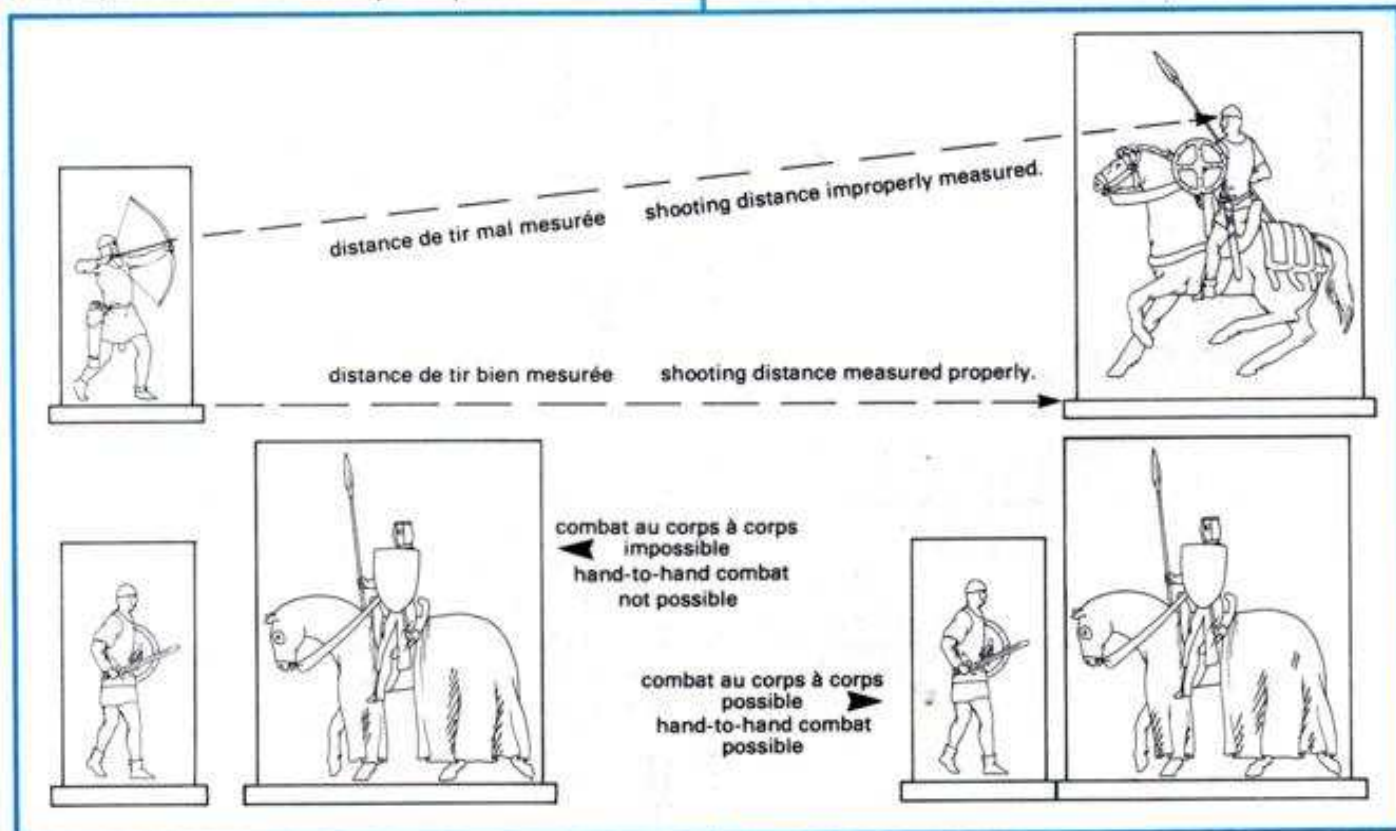 distance de tir mal mesurée shooting distance improperly measured.
distance de tir bien mesurée shooting distance measured properly.
combat au corps à corps
impossible
hand-to-hand combat
not possible
combat au corps à corps
possible
hand-to-hand combat
possible